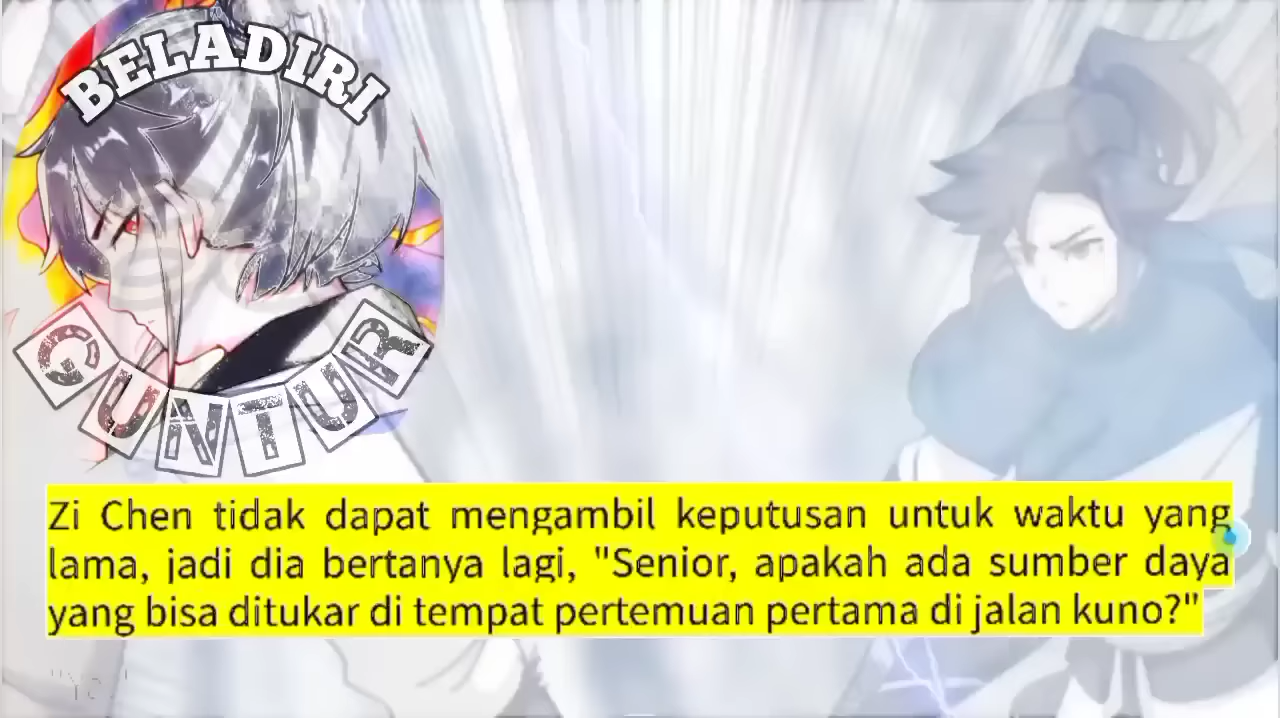 BELADIRI
GUNTUR
Zi Chen tidak dapat mengambil keputusan untuk waktu yang
lama, jadi dia bertanya lagi, "Senior, apakah ada sumber daya
yang bisa ditukar di tempat pertemuan pertama di jalan kuno?"